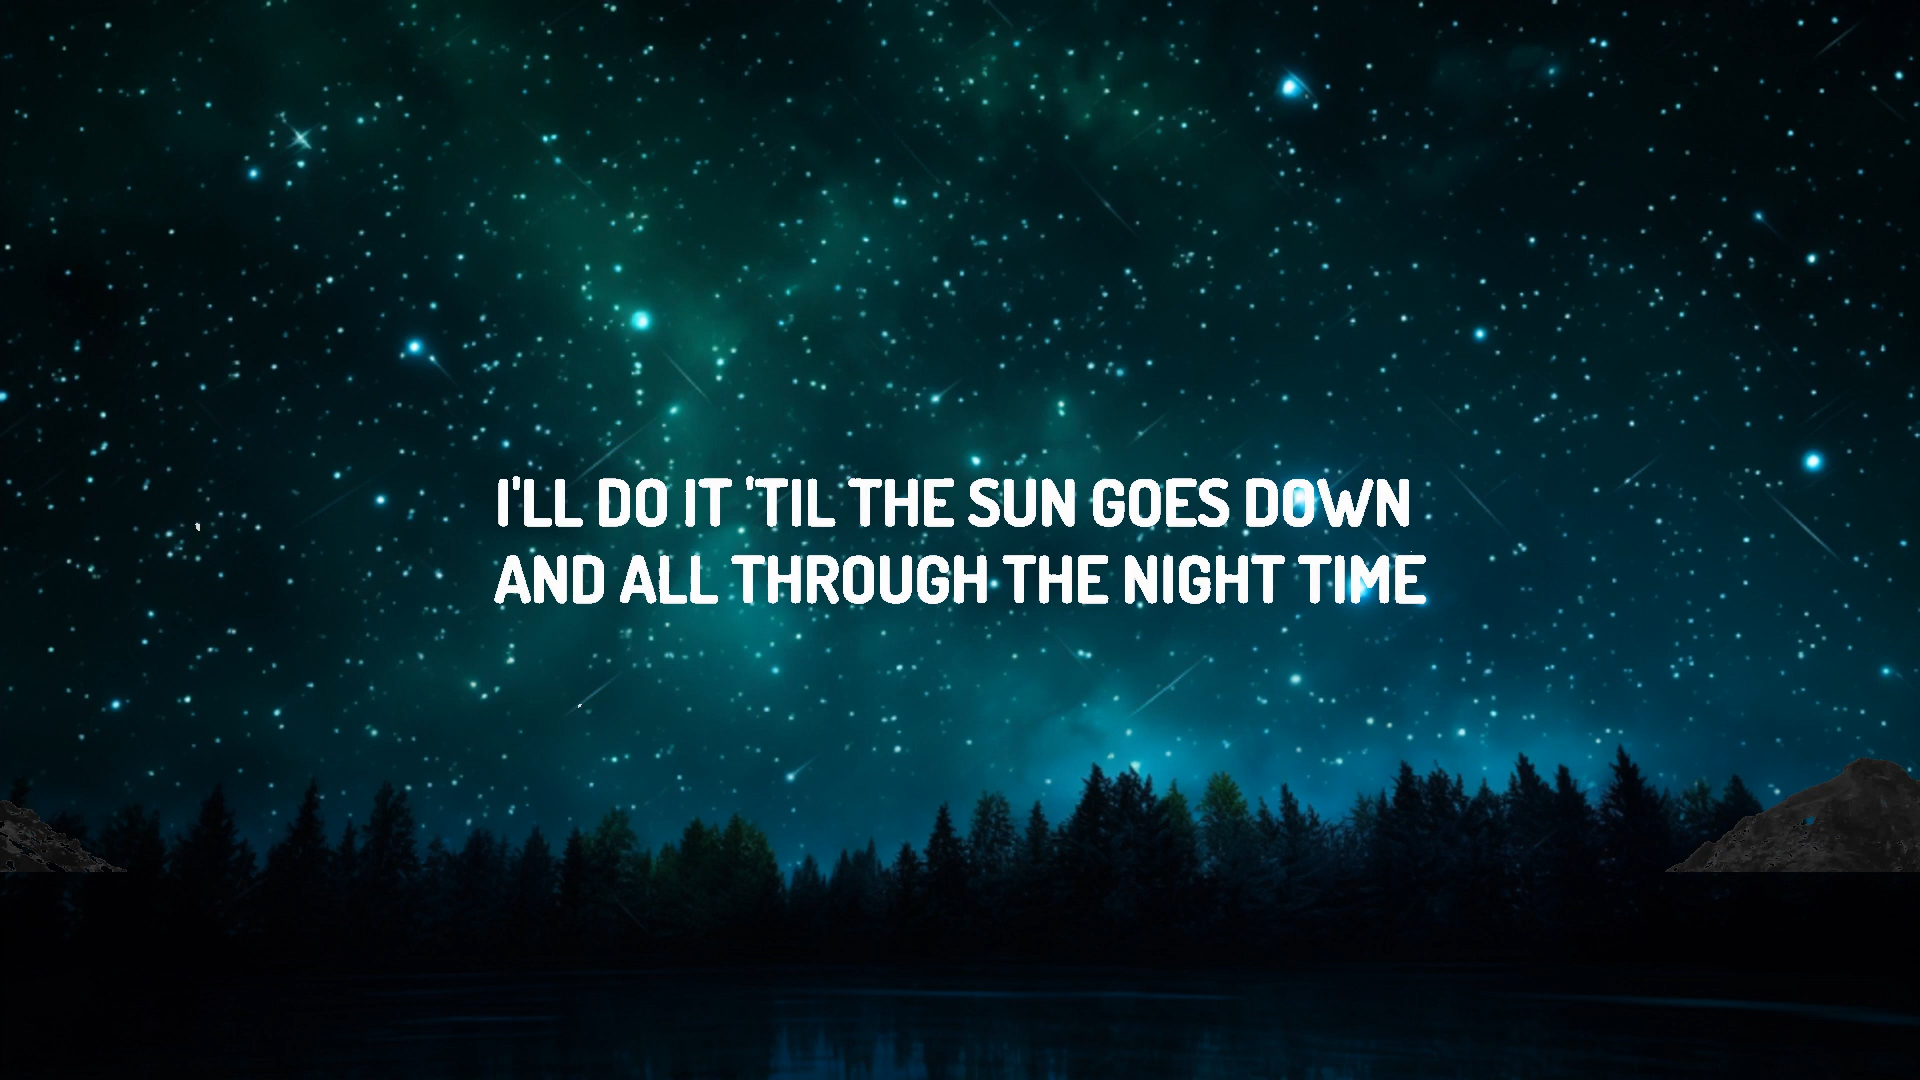 I'LL DO IT 'TIL THE SUN GOES DOWN
AND ALL THROUGH THE NIGHT TIME